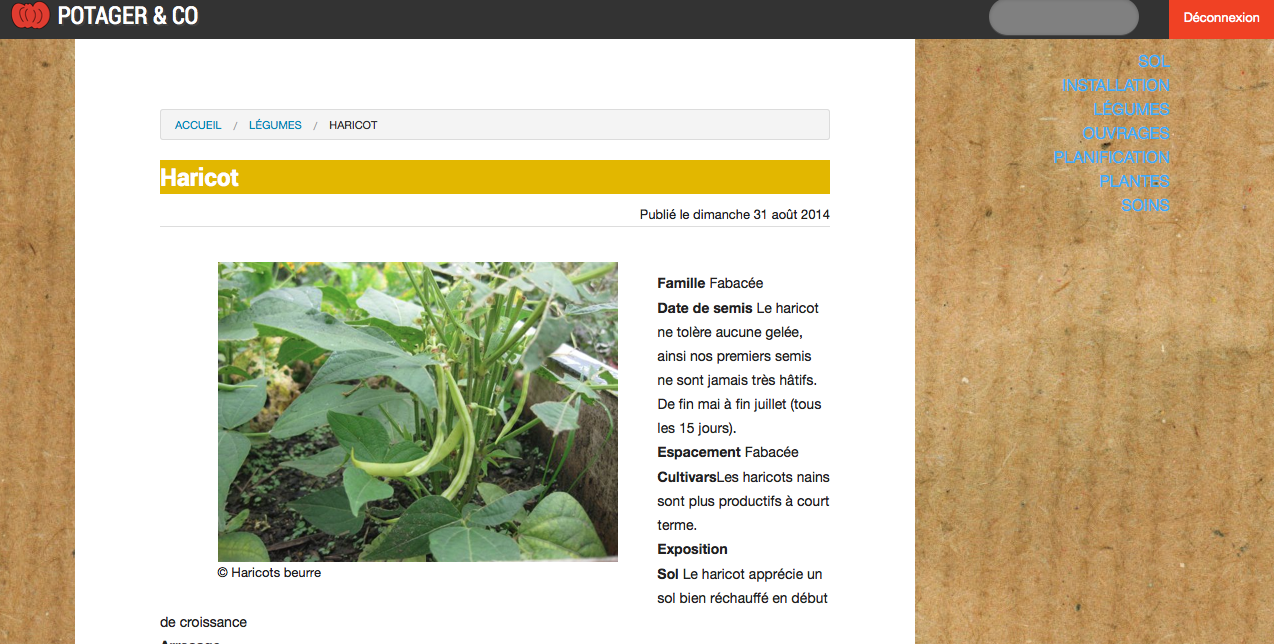 POTAGER & CO
Déconnexion
SOL
INSTALLATION
LÉGUMES
OUVRAGES
PLANIFICATION
PLANTES
SOINS
ACCUEIL / LÉGUMES / HARICOT
Haricot
Publié le dimanche 31 août 2014
Famille Fabacée
Date de semis Le haricot
ne tolère aucune gelée,
ainsi nos premiers semis
ne sont jamais très hâtifs.
De fin mai à fin juillet (tous
les 15 jours).
Espacement Fabacée
CultivarsLes haricots nains
sont plus productifs à court
terme.
Exposition
Sol Le haricot apprécie un
sol bien réchauffé en début
de croissance
© Haricots beurre